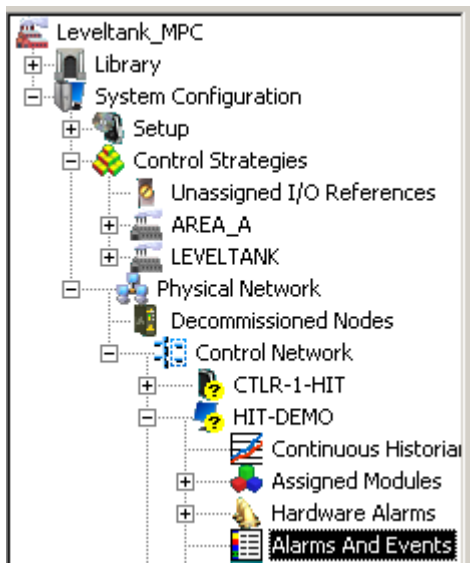 Leveltank_MPC
Library
System Configuration
Setup
Control Strategies
Unassigned I/O References
AREA_A
LEVELTANK
Physical Network
Decommissioned Nodes
Control Network
CTLR-1-HIT
HIT-DEMO
Continuous Historian
Assigned Modules
Hardware Alarms
Alarms And Events